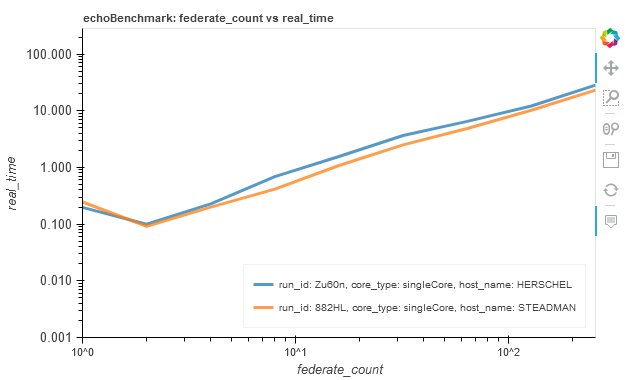 echoBenchmark: federate_count vs real_time
100.000
10.000
1.000
0.100
0.010
0.001
real_time
run_id: Zu60n, core_type: singleCore, host_name: HERSCHEL
run_id: 882HL, core_type: singleCore, host_name: STEADMAN
10^0
10^1
10^2
federate_count